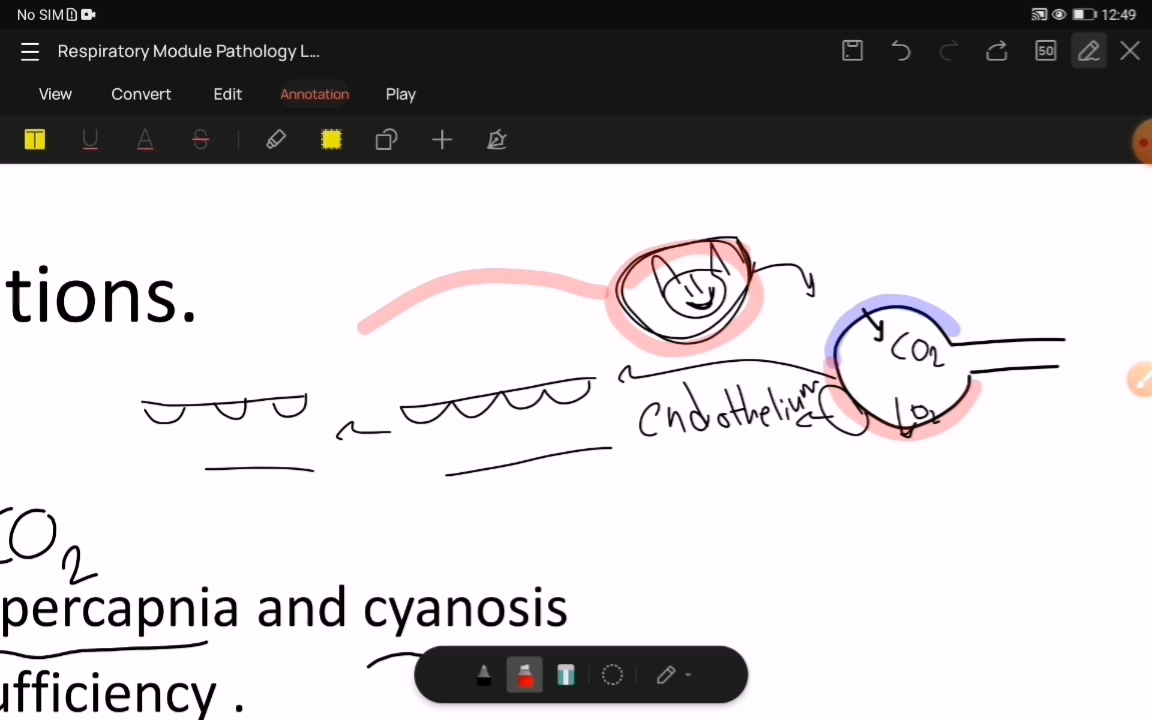 No SIM 12:49
Respiratory Module Pathology L...
50
View Convert Edit Annotation Play
T U A S
tions.
CO2
endothelium
O2
CO2
percapnia and cyanosis
ufficiency .